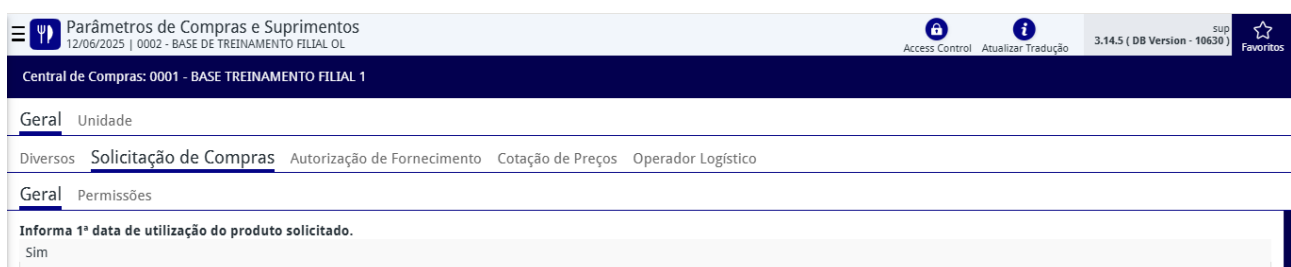 Parâmetros de Compras e Suprimentos
12/06/2025 | 0002 - BASE DE TREINAMENTO FILIAL OL
Access Control
Atualizar Tradução
sup
3.14.5 ( DB Version - 10630 )
Favoritos
Central de Compras: 0001 - BASE TREINAMENTO FILIAL 1
Geral Unidade
Diversos Solicitação de Compras Autorização de Fornecimento Cotação de Preços Operador Logístico
Geral Permissões
Informa 1ª data de utilização do produto solicitado.
Sim